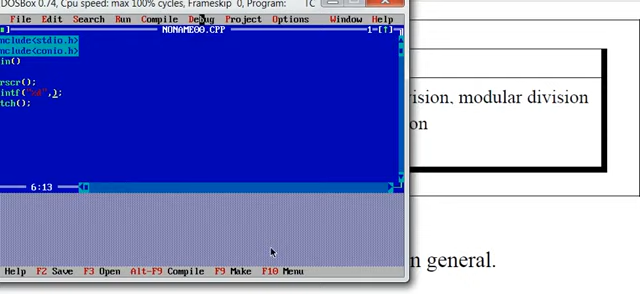 DOSBox 0.74, Cpu speed: max 100% cycles, Frameskip 0, Program: TC
File Edit Search Run Compile Debug Project Options Window Help
NONAME00.CPP 1=[↑]
nclude<stdio.h>
nclude<conio.h>
in()
rscr();
intf("%d",);
tch();
6:13
Help F2 Save F3 Open Alt-F9 Compile F9 Make F10 Menu
ision, modular division
on
n general.